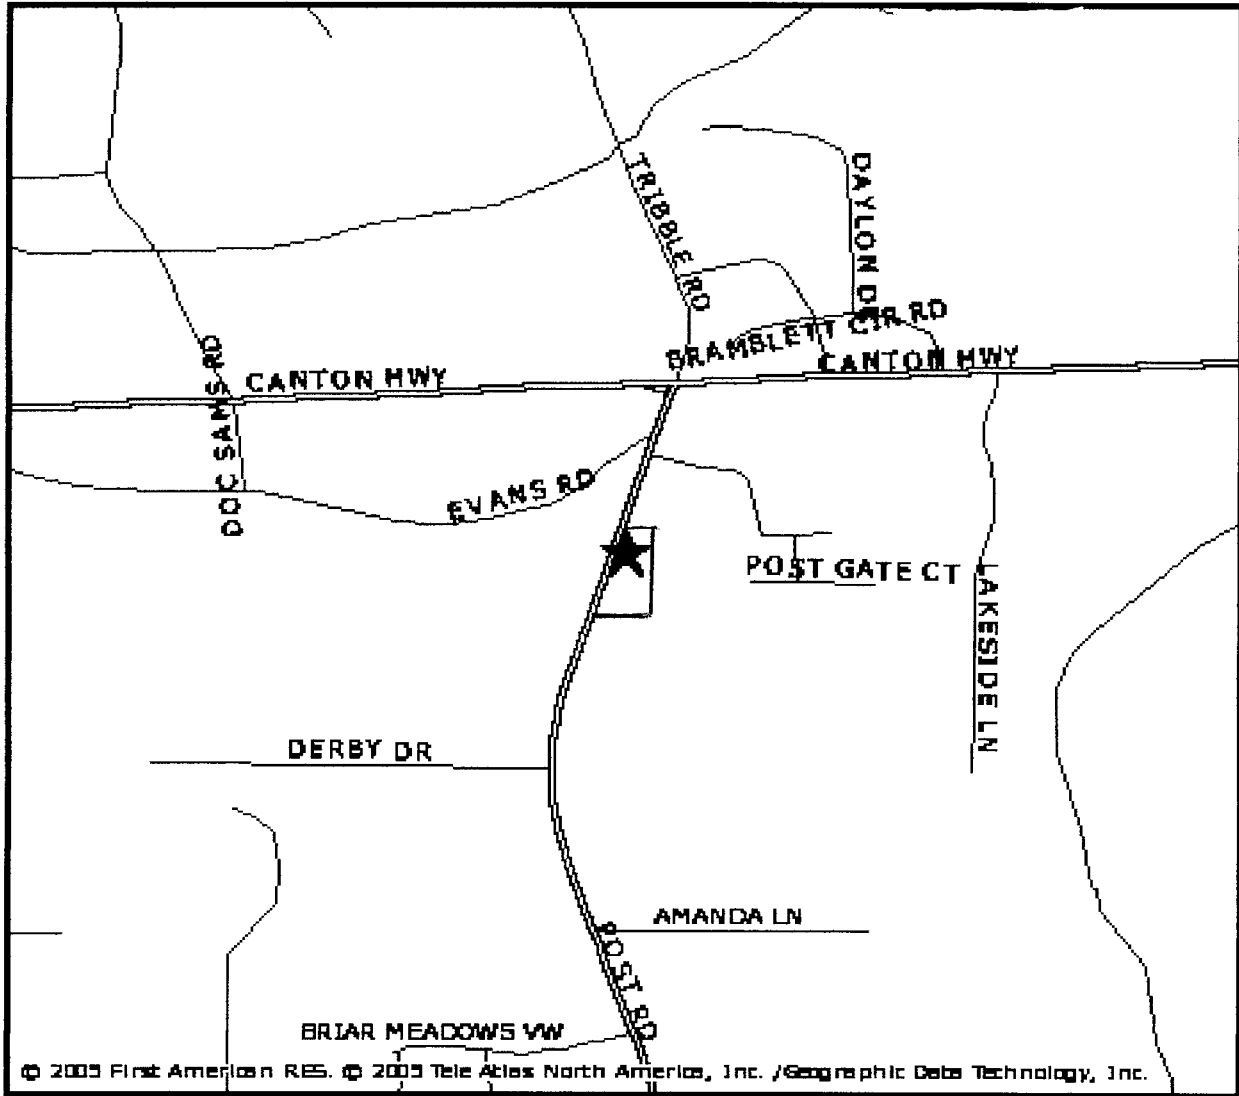 TRIBBLE RD
DAYLON DR
BRAMBLETT CIR RD
CANTON HWY
CANTON HWY
DOC SAMS RD
EVANS RD
POST GATE CT
LAKESIDE LN
DERBY DR
AMANDA LN
POST RD
BRIAR MEADOWS VW
© 2005 First American RES. © 2005 Tele Atlas North America, Inc. /Geographic Data Technology, Inc.